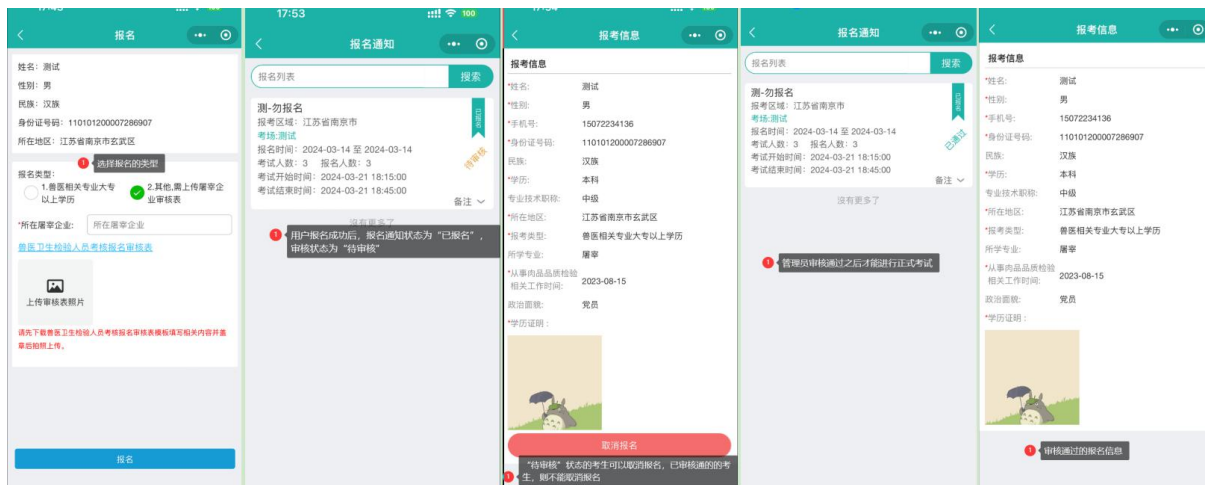 报名
姓名: 测试
性别: 男
民族: 汉族
身份证号码: 110101200007286907
所在地区: 江苏省南京市玄武区
1 选择报名的类型
报名类型:
1.兽医相关专业大专以上学历
2.其他,需上传屠宰企业审核表
*所在屠宰企业: 所在屠宰企业
兽医卫生检验人员考核报名审核表
上传审核表照片
请先下载兽医卫生检验人员考核报名审核表模板填写相关内容并盖
章后拍照上传。
报名
17:53
100
报名通知
报名列表 搜索
测-勿报名
已报名
报考区域: 江苏省南京市
考场:测试
报名时间: 2024-03-14 至 2024-03-14
待审核
考试人数: 3 报名人数: 3
考试开始时间: 2024-03-21 18:15:00
考试结束时间: 2024-03-21 18:45:00
备注
没有更多了
1 用户报名成功后, 报名通知状态为“已报名”,
审核状态为“待审核”
报考信息
报考信息
*姓名: 测试
*性别: 男
*手机号: 15072234136
*身份证号码: 110101200007286907
民族: 汉族
*学历: 本科
专业技术职称: 中级
*所在地区: 江苏省南京市玄武区
*报考类型: 兽医相关专业大专以上学历
所学专业: 屠宰
*从事肉品品质检验
相关工作时间: 2023-08-15
政治面貌: 党员
*学历证明:
取消报名
1 “待审核”状态的考生可以取消报名, 已审核通的的考
生, 则不能取消报名
报名通知
报名列表 搜索
测-勿报名
已报名
报考区域: 江苏省南京市
考场:测试
报名时间: 2024-03-14 至 2024-03-14
已通过
考试人数: 3 报名人数: 3
考试开始时间: 2024-03-21 18:15:00
考试结束时间: 2024-03-21 18:45:00
备注
没有更多了
1 管理员审核通过之后才能进行正式考试
报考信息
报考信息
*姓名: 测试
*性别: 男
*手机号: 15072234136
*身份证号码: 110101200007286907
民族: 汉族
*学历: 本科
专业技术职称: 中级
*所在地区: 江苏省南京市玄武区
*报考类型: 兽医相关专业大专以上学历
所学专业: 屠宰
*从事肉品品质检验
相关工作时间: 2023-08-15
政治面貌: 党员
*学历证明:
1 审核通过的报名信息